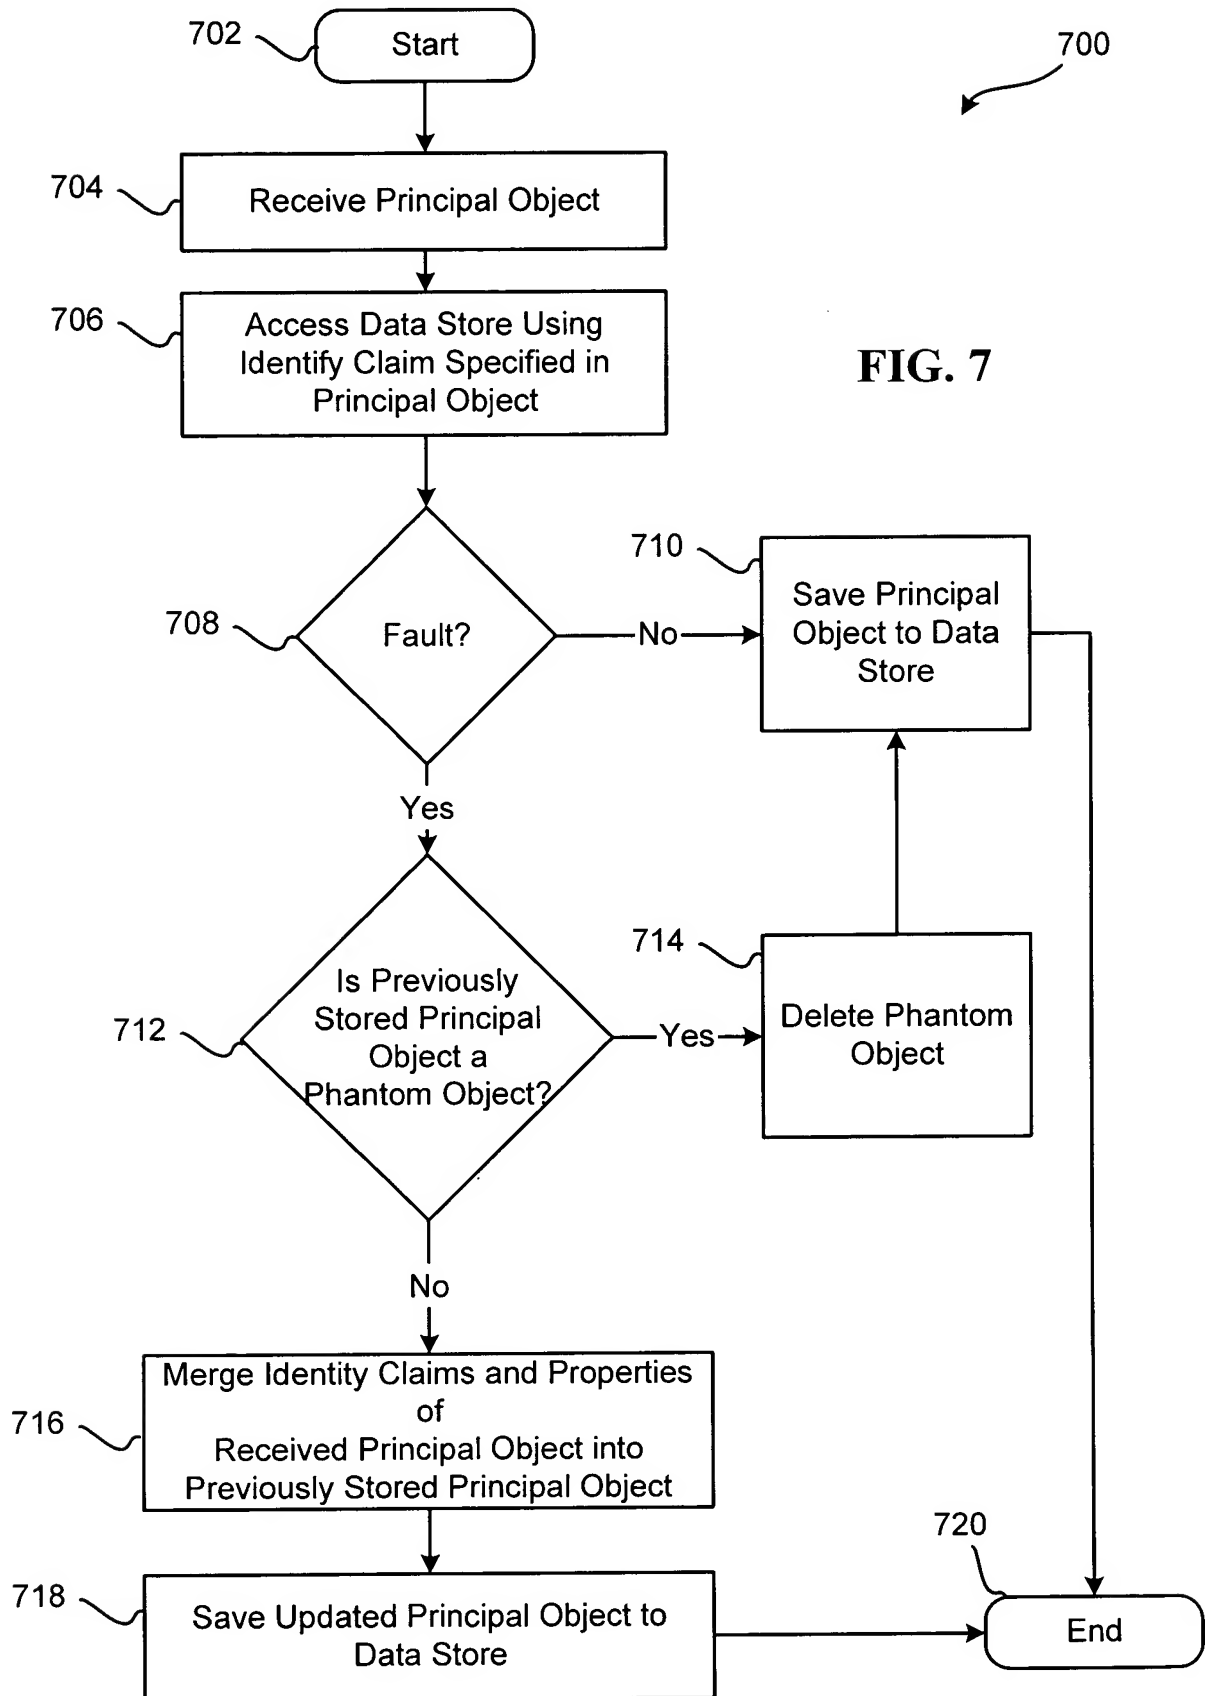 702
Start
700
704
Receive Principal Object
706
Access Data Store Using
Identify Claim Specified in
Principal Object
FIG. 7
708
Fault?
No
710
Save Principal
Object to Data
Store
Yes
712
Is Previously
Stored Principal
Object a
Phantom Object?
Yes
714
Delete Phantom
Object
No
716
Merge Identity Claims and Properties
of
Received Principal Object into
Previously Stored Principal Object
718
Save Updated Principal Object to
Data Store
720
End